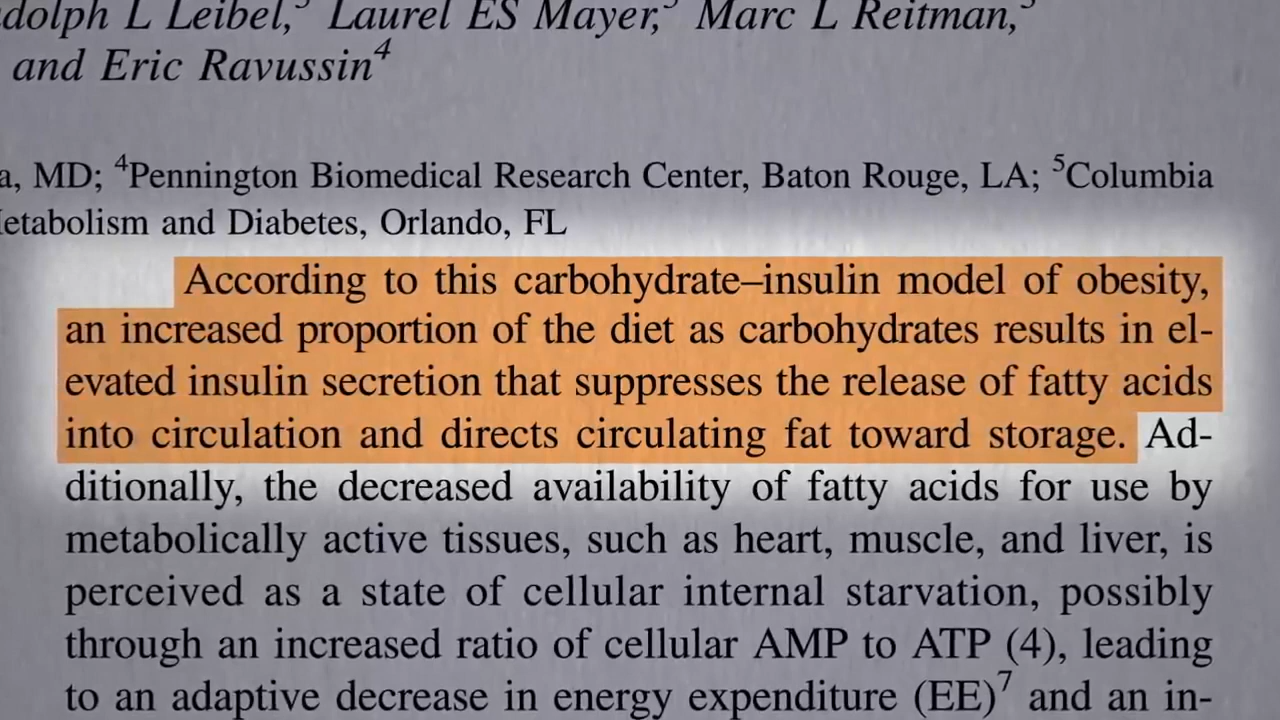 L Leibel,⁵ Laurel ES Mayer,⁵ Marc L Reitman,⁵
and Eric Ravussin⁴
MD; ⁴Pennington Biomedical Research Center, Baton Rouge, LA; ⁵Columbia
and Diabetes, Orlando, FL
According to this carbohydrate–insulin model of obesity,
an increased proportion of the diet as carbohydrates results in el-
evated insulin secretion that suppresses the release of fatty acids
into circulation and directs circulating fat toward storage. Ad-
ditionally, the decreased availability of fatty acids for use by
metabolically active tissues, such as heart, muscle, and liver, is
perceived as a state of cellular internal starvation, possibly
through an increased ratio of cellular AMP to ATP (4), leading
to an adaptive decrease in energy expenditure (EE)⁷ and an in-